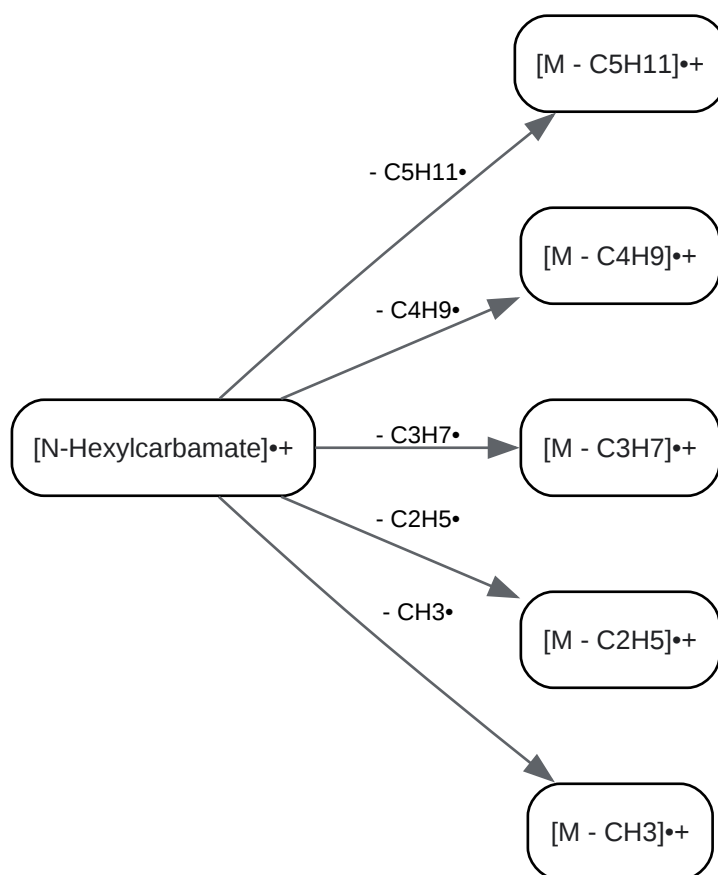 [M - C5H11]•+
- C5H11•
[M - C4H9]•+
- C4H9•
[N-Hexylcarbamate]•+
- C3H7•
[M - C3H7]•+
- C2H5•
[M - C2H5]•+
- CH3•
[M - CH3]•+